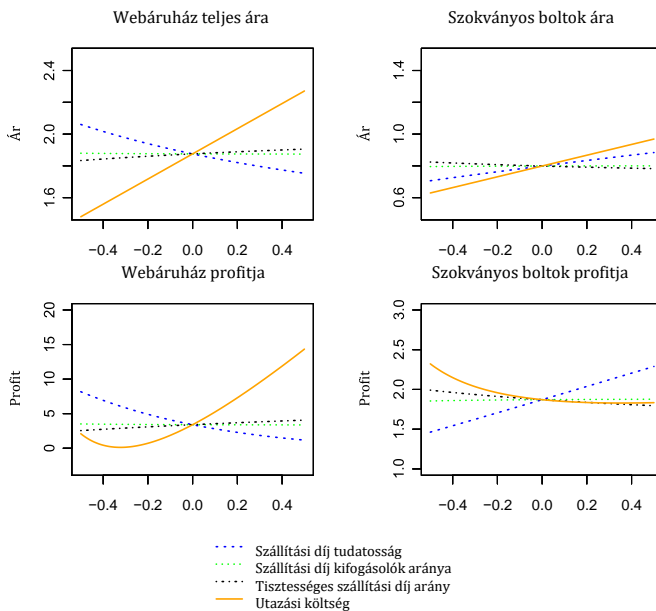 Webáruház teljes ára
Szokványos boltok ára
Ár
2.4
2.0
1.6
−0.4 −0.2 0.0 0.2 0.4
Ár
1.4
1.0
0.6
−0.4 −0.2 0.0 0.2 0.4
Webáruház profitja
Szokványos boltok profitja
Profit
20
15
10
5
0
−0.4 −0.2 0.0 0.2 0.4
Profit
3.0
2.5
2.0
1.5
1.0
−0.4 −0.2 0.0 0.2 0.4
Szállítási díj tudatosság
Szállítási díj kifogásolók aránya
Tisztességes szállítási díj arány
Utazási költség